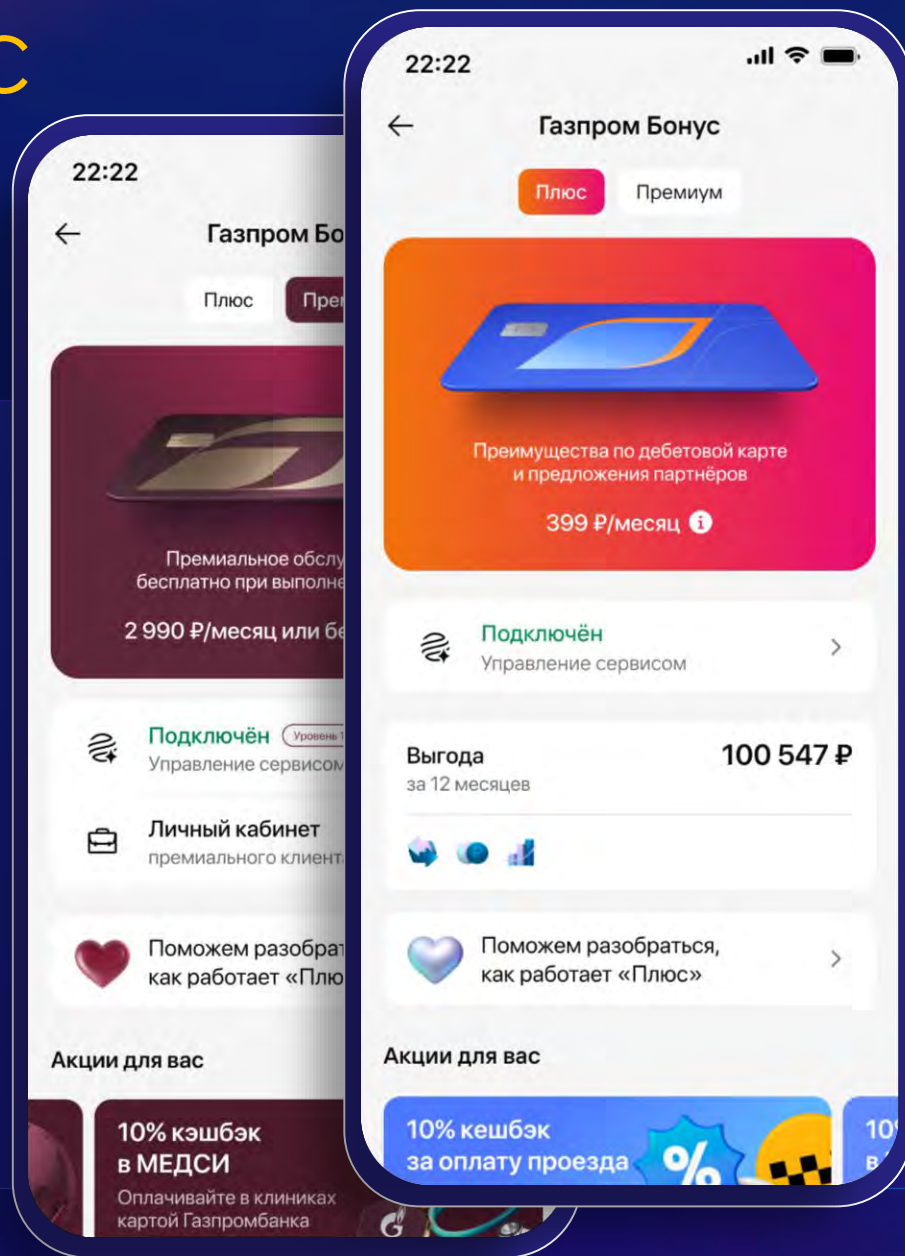 С
22:22
Газпром Бо
Плюс
Пре
Премиальное обслу
бесплатно при выполне
2 990 ₽/месяц или бе
Подключён
Уровень 1
Управление сервисом
Личный кабинет
премиального клиент
Поможем разобрат
как работает «Плю
Акции для вас
10% кэшбэк
в МЕДСИ
Оплачивайте в клиниках
картой Газпромбанка
22:22
Газпром Бонус
Плюс
Премиум
Преимущества по дебетовой карте
и предложения партнёров
399 ₽/месяц
Подключён
Управление сервисом
Выгода
100 547 ₽
за 12 месяцев
Поможем разобраться,
как работает «Плюс»
Акции для вас
10% кешбэк
за оплату проезда
%
10
в